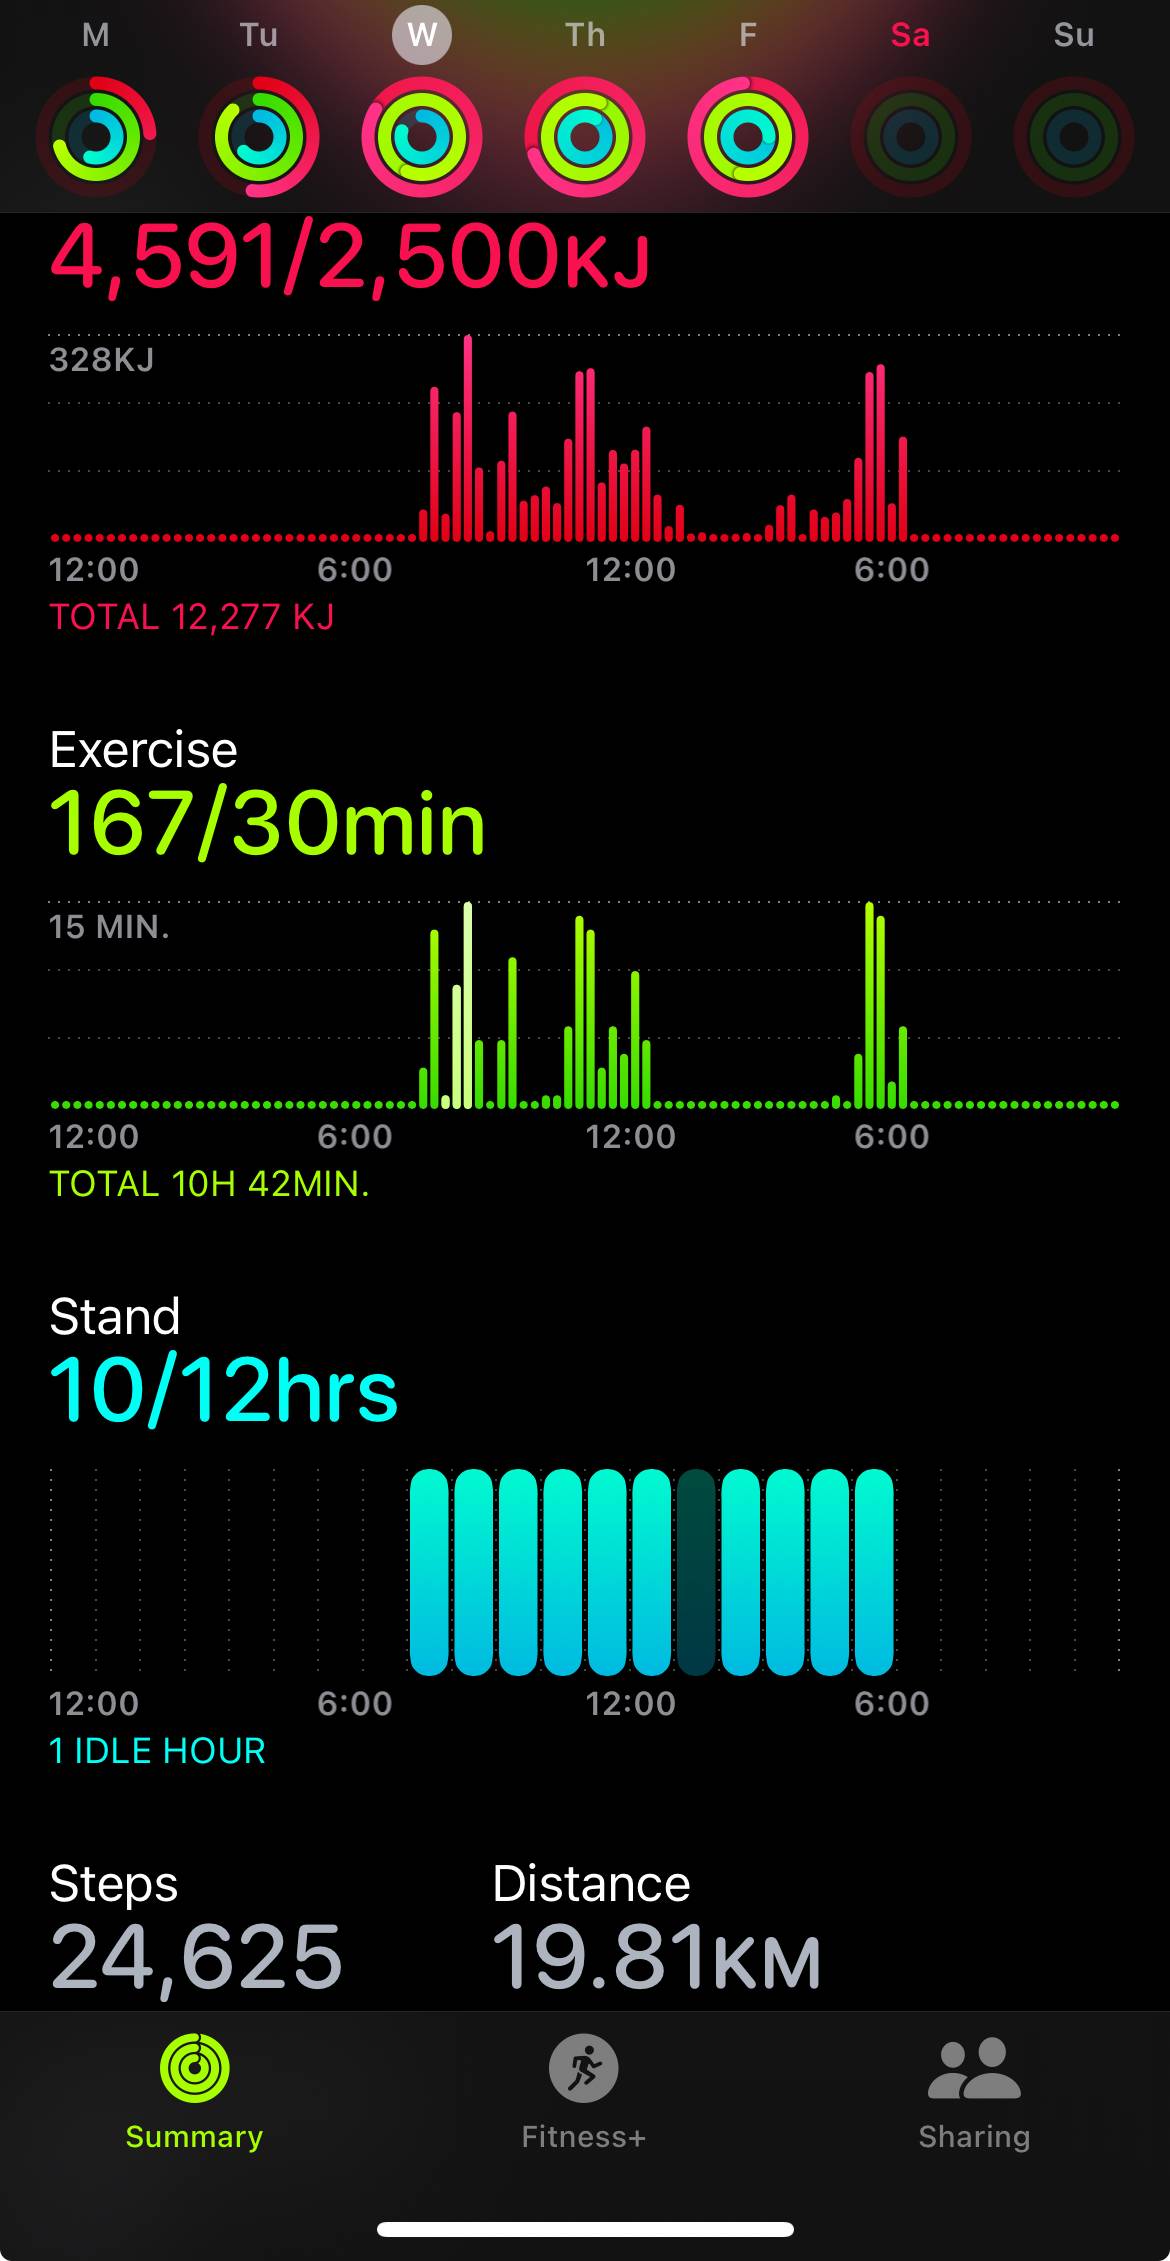 M Tu W Th F Sa Su
4,591/2,500KJ
328KJ
12:00 6:00 12:00 6:00
TOTAL 12,277 KJ
Exercise
167/30min
15 MIN.
12:00 6:00 12:00 6:00
TOTAL 10H 42MIN.
Stand
10/12hrs
12:00 6:00 12:00 6:00
1 IDLE HOUR
Steps Distance
24,625 19.81KM
Summary Fitness+ Sharing